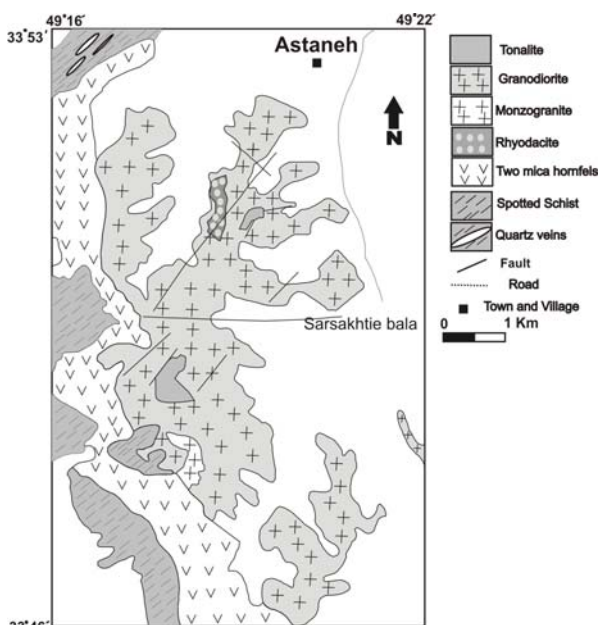 49°16´
49°22´
33°53´
Astaneh
N
Sarsakhtie bala
Tonalite
Granodiorite
Monzogranite
Rhyodacite
Two mica hornfels
Spotted Schist
Quartz veins
Fault
Road
Town and Village
0 1 Km